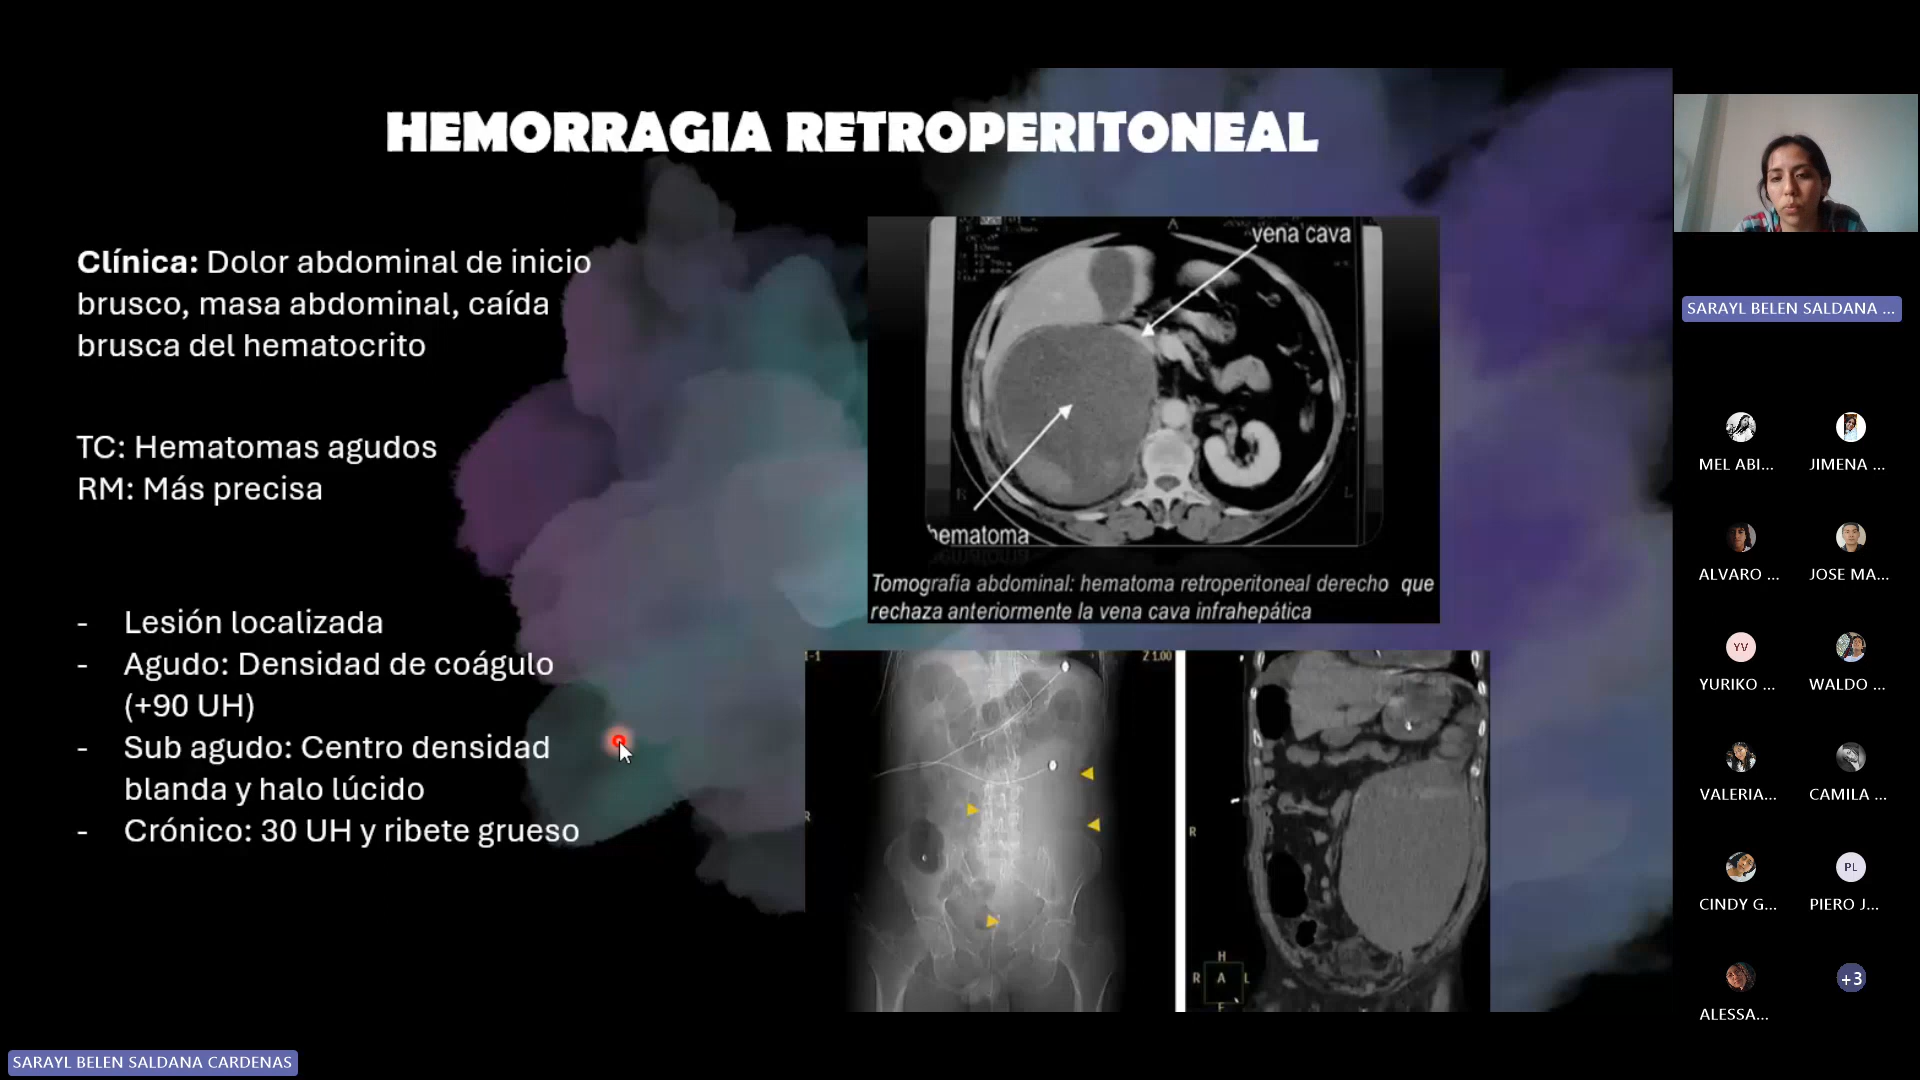 HEMORRAGIA RETROPERITONEAL
Clínica: Dolor abdominal de inicio
brusco, masa abdominal, caída
brusca del hematocrito
TC: Hematomas agudos
RM: Más precisa
- Lesión localizada
- Agudo: Densidad de coágulo
(+90 UH)
- Sub agudo: Centro densidad
blanda y halo lúcido
- Crónico: 30 UH y ribete grueso
A
vena cava
R
L
hematoma
Tomografía abdominal: hematoma retroperitoneal derecho que
rechaza anteriormente la vena cava infrahepática
Z 1.00
R
R
H
R A L
F
SARAYL BELEN SALDANA ...
MEL ABI...
JIMENA ...
ALVARO ...
JOSE MA...
YV
YURIKO ...
WALDO ...
VALERIA...
CAMILA ...
CINDY G...
PL
PIERO J...
ALESSA...
+3
SARAYL BELEN SALDANA CARDENAS